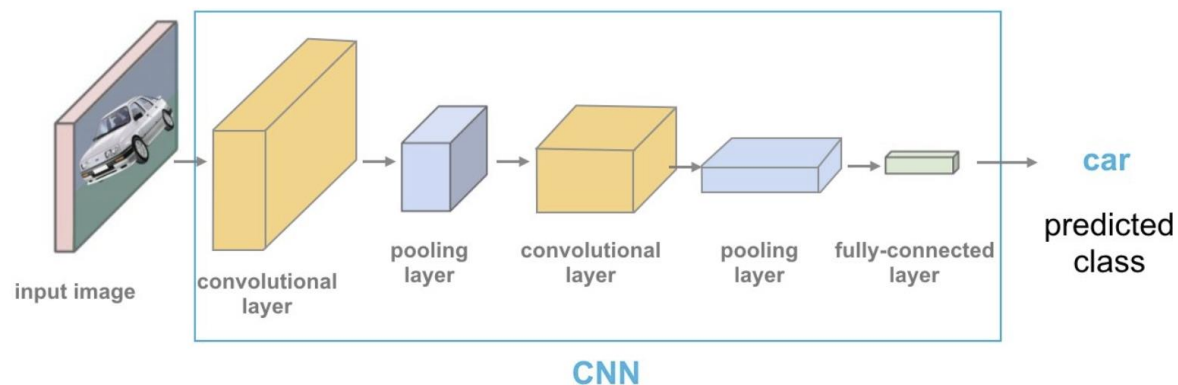 input image
convolutional
layer
pooling
layer
convolutional
layer
pooling
layer
fully-connected
layer
car
predicted
class
CNN